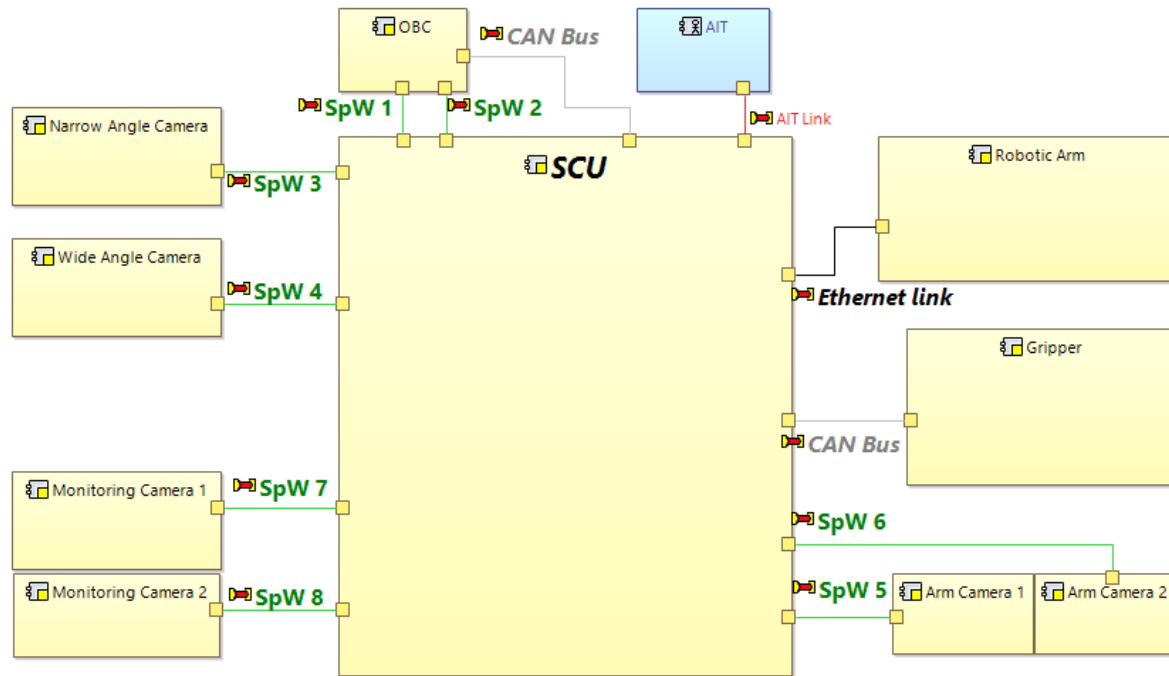 OBC
CAN Bus
AIT
SpW 1
SpW 2
AIT Link
Narrow Angle Camera
SCU
Robotic Arm
SpW 3
Wide Angle Camera
SpW 4
Ethernet link
Gripper
CAN Bus
Monitoring Camera 1
SpW 7
SpW 6
Monitoring Camera 2
SpW 8
SpW 5
Arm Camera 1
Arm Camera 2